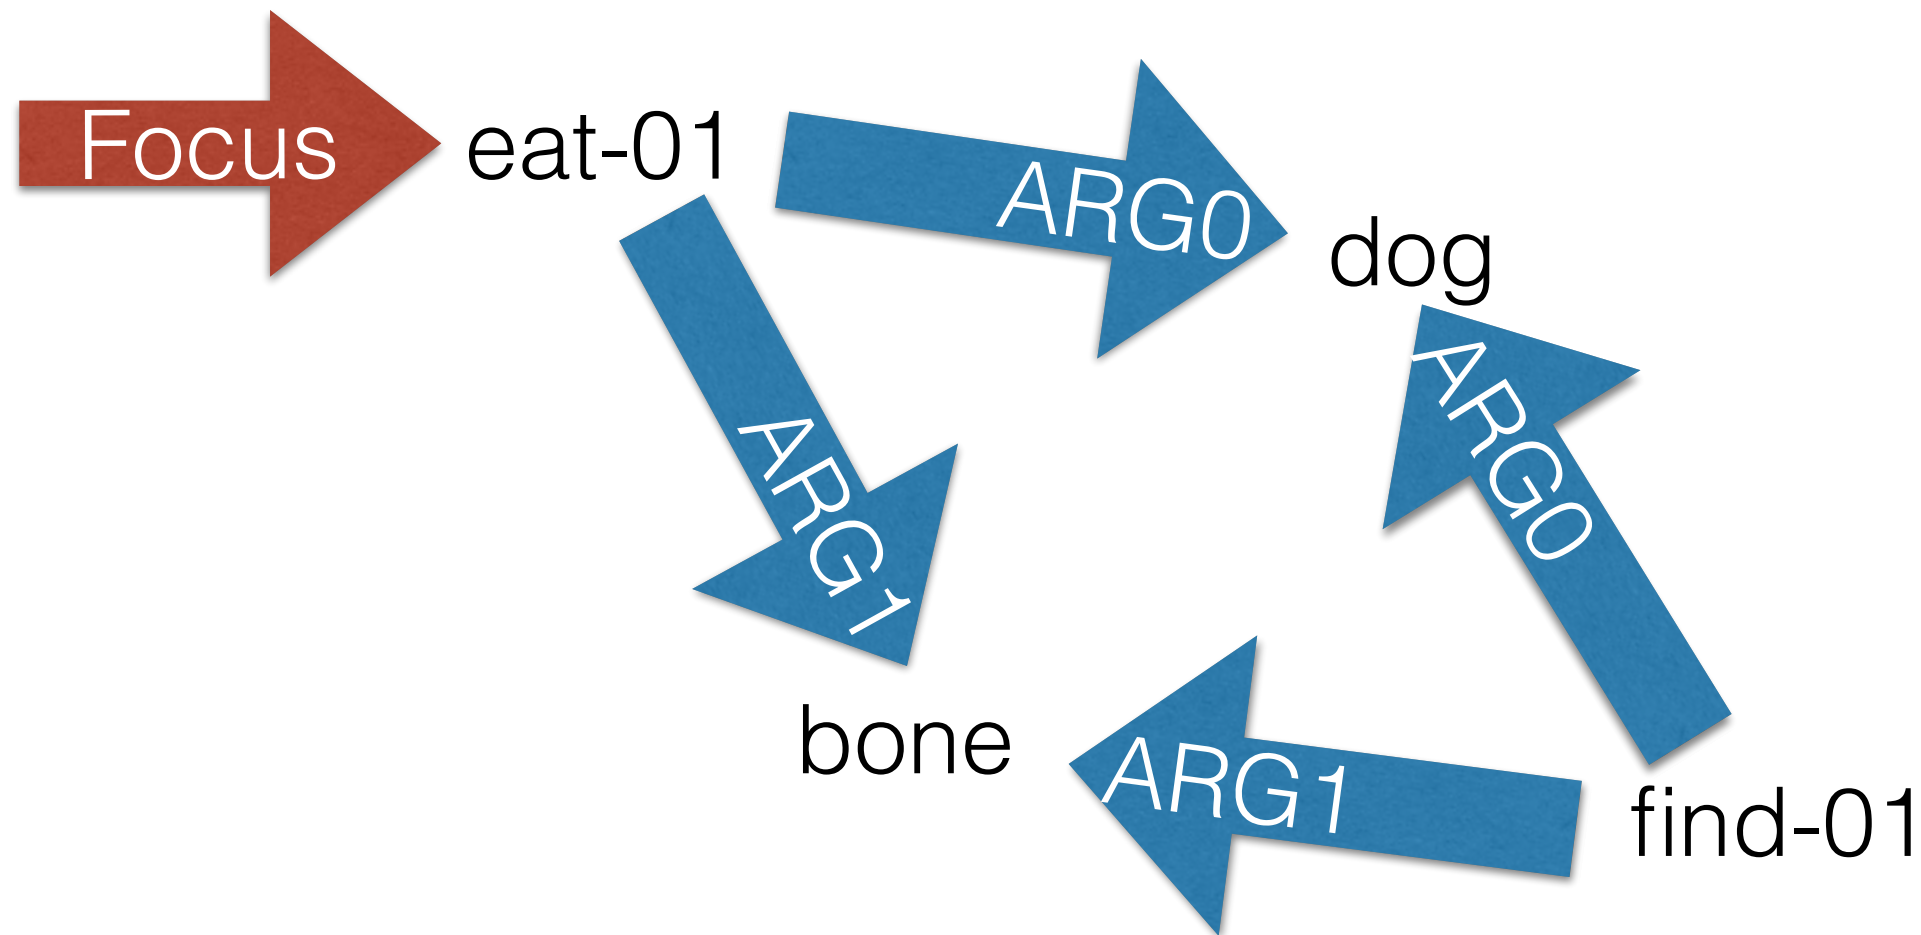 Focus
eat-01
ARG0
dog
ARG1
ARG0
bone
ARG1
find-01